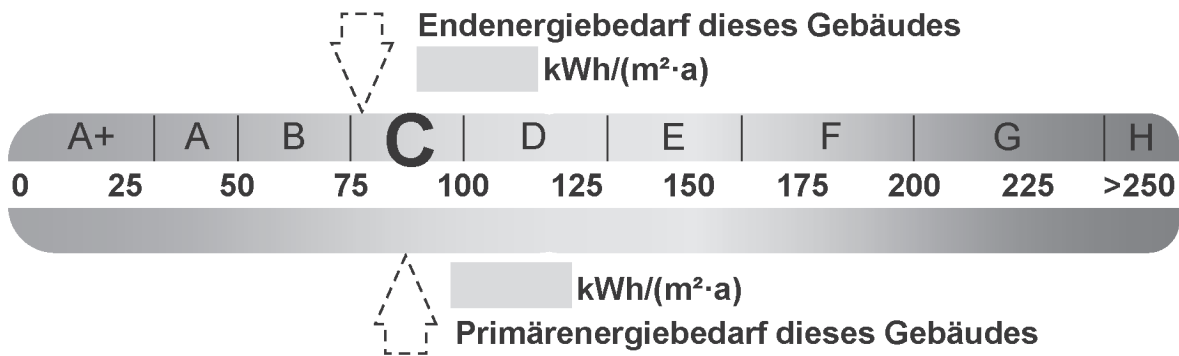 Endenergiebedarf dieses Gebäudes
kWh/(m²·a)
A+ A B C D E F G H
0 25 50 75 100 125 150 175 200 225 >250
kWh/(m²·a)
Primärenergiebedarf dieses Gebäudes